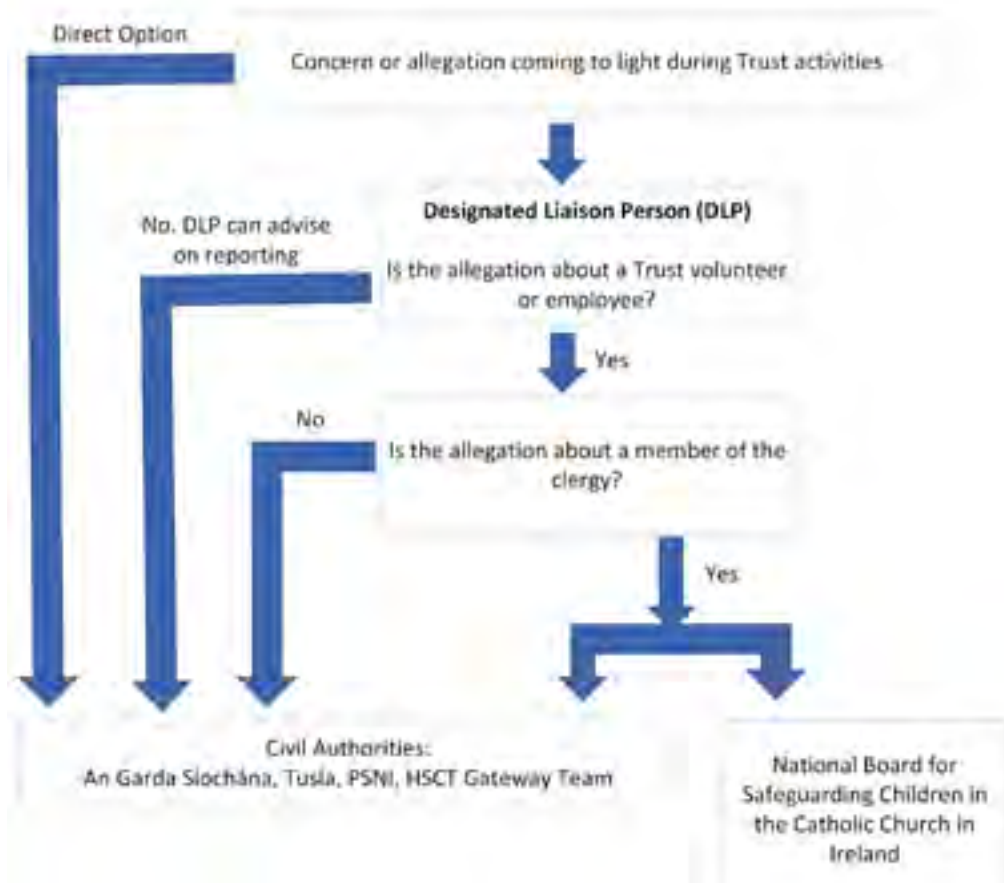 Direct Option
Concern or allegation coming to light during Trust activities
Designated Liaison Person (DLP)
No. DLP can advise
on reporting
Is the allegation about a Trust volunteer
or employee?
Yes
No
Is the allegation about a member of the
clergy?
Yes
Civil Authorities:
An Garda Síochána, Tusla, PSNI, HSCT Gateway Team
National Board for
Safeguarding Children in
the Catholic Church in
Ireland